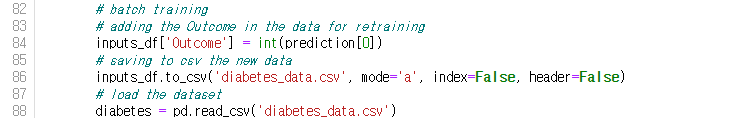 82 # batch training
83 # adding the Outcome in the data for retraining
84 inputs_df['Outcome'] = int(prediction[0])
85 # saving to csv the new data
86 inputs_df.to_csv('diabetes_data.csv', mode='a', index=False, header=False)
87 # load the dataset
88 diabetes = pd.read_csv('diabetes_data.csv')